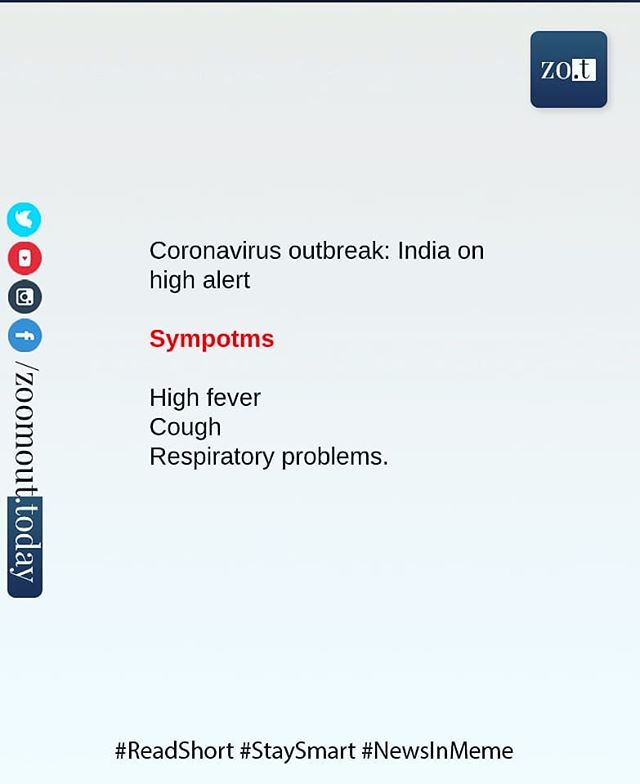 zo.t
Coronavirus outbreak: India on
high alert
Sympotms
High fever
Cough
Respiratory problems.
/zoomout.today
#ReadShort #StaySmart #NewsInMeme